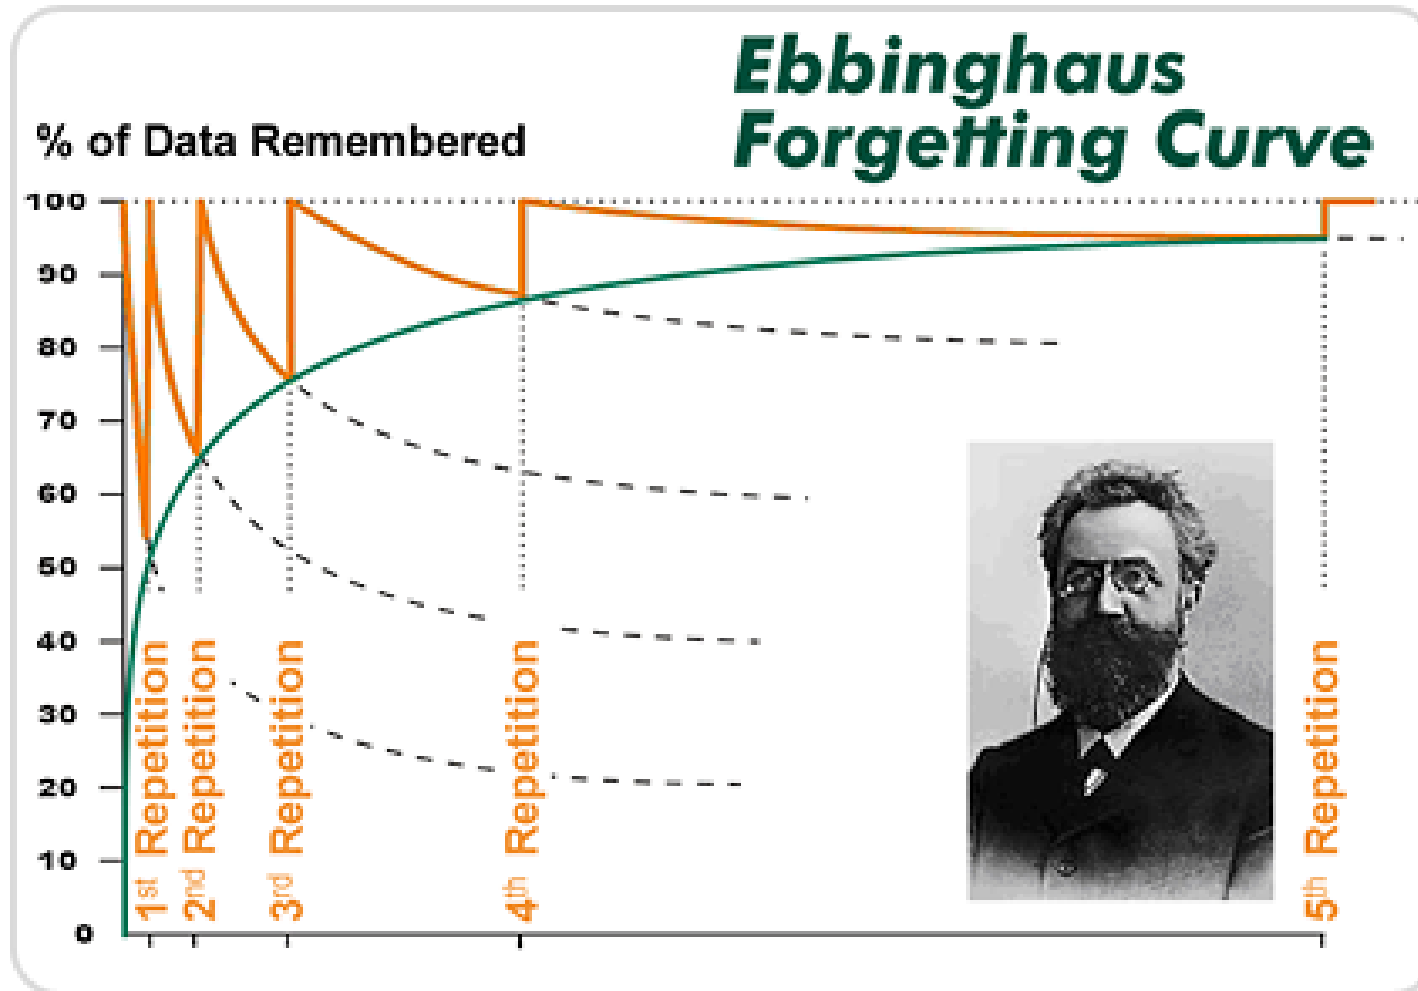 Ebbinghaus
Forgetting Curve
% of Data Remembered
100
90
80
70
60
50
40
30
20
10
0
1st Repetition
2nd Repetition
3rd Repetition
4th Repetition
5th Repetition